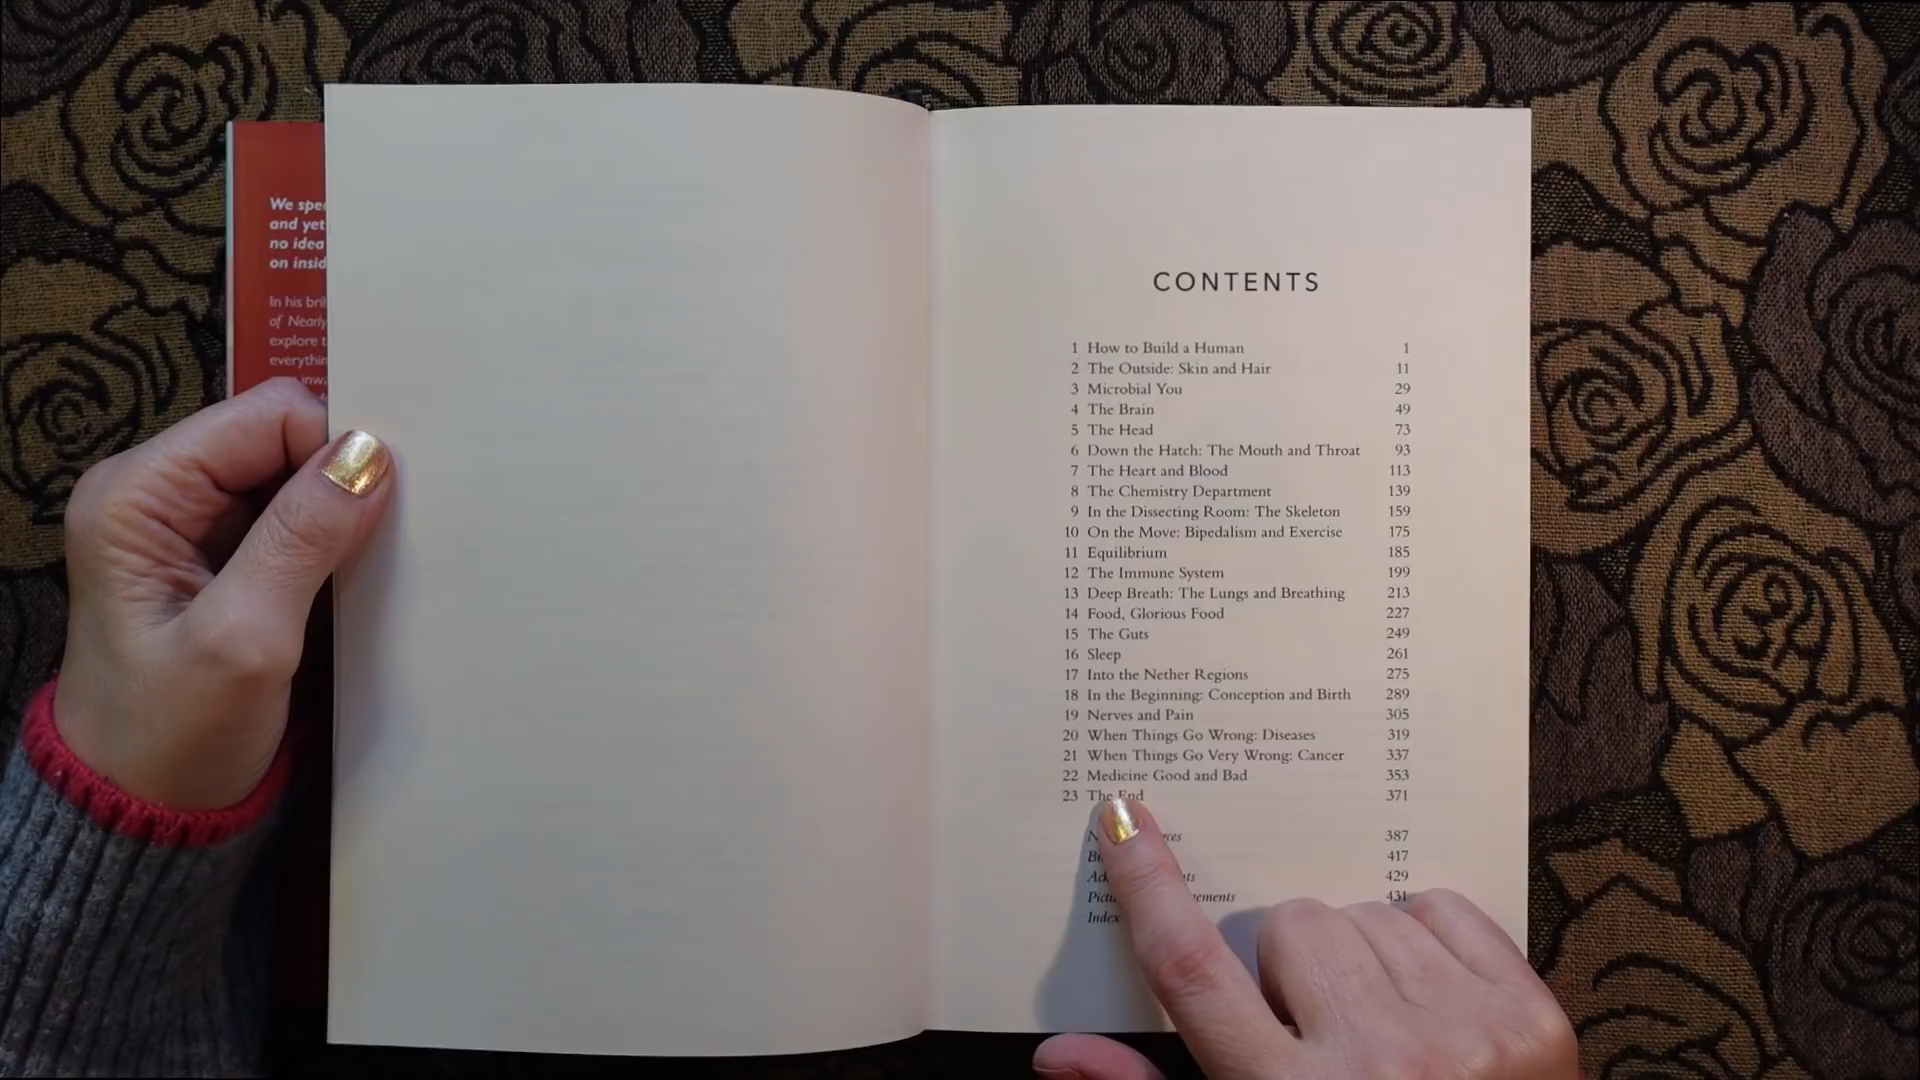 We
and yet
no idea
on
In his
of Nearly
explore
CONTENTS
1 How to Build a Human 1
2 The Outside: Skin and Hair 11
3 Microbial You 29
4 The Brain 49
5 The Head 73
6 Down the Hatch: The Mouth and Throat 93
7 The Heart and Blood 113
8 The Chemistry Department 139
9 In the Dissecting Room: The Skeleton 159
10 On the Move: Bipedalism and Exercise 175
11 Equilibrium 185
12 The Immune System 199
13 Deep Breath: The Lungs and Breathing 213
14 Food, Glorious Food 227
15 The Guts 249
16 Sleep 261
17 Into the Nether Regions 275
18 In the Beginning: Conception and Birth 289
19 Nerves and Pain 305
20 When Things Go Wrong: Diseases 319
21 When Things Go Very Wrong: Cancer 337
22 Medicine Good and Bad 353
23 The End 371
387
417
429
431
Index